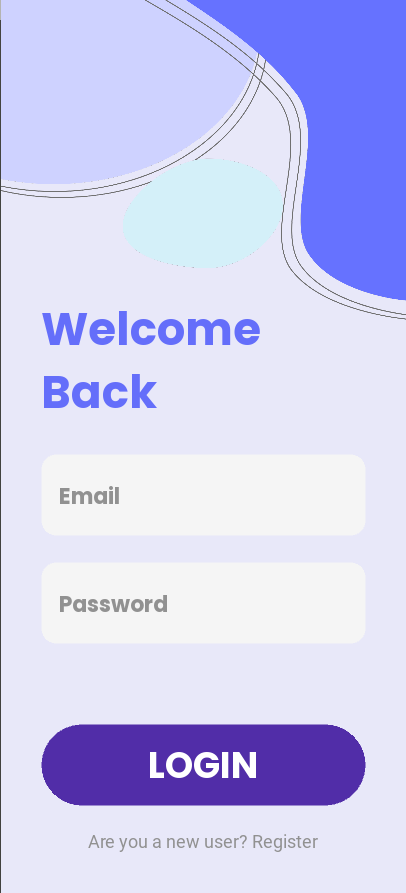 Welcome
Back
Email
Password
LOGIN
Are you a new user? Register